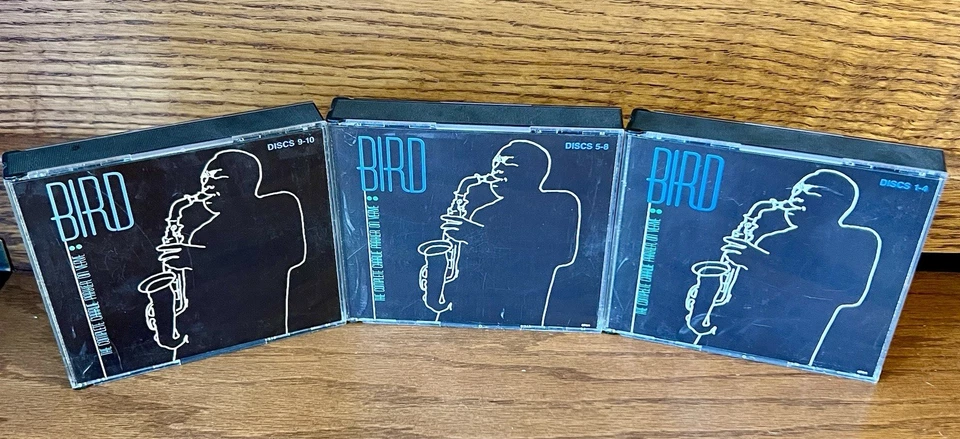 BIRD
DISCS 9-10
THE COMPLETE CHARLIE PARKER ON VERVE
BIRD
DISCS 5-8
THE COMPLETE CHARLIE PARKER ON VERVE
BIRD
DISCS 1-4
THE COMPLETE CHARLIE PARKER ON VERVE